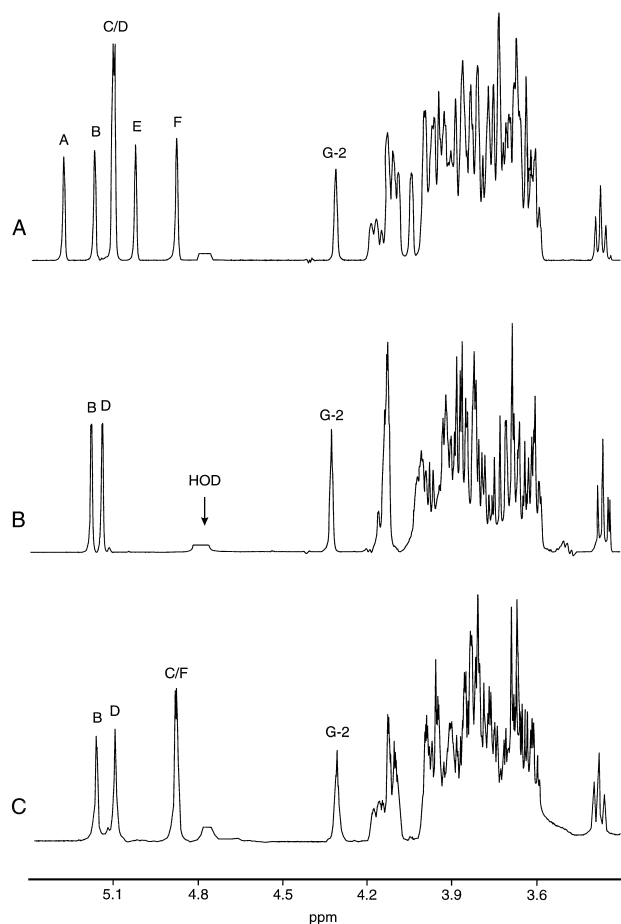 C/D
A B E F
G-2
A
B D
G-2
HOD
B
C/F
B D
G-2
C
5.1 4.8 4.5 4.2 3.9 3.6
ppm